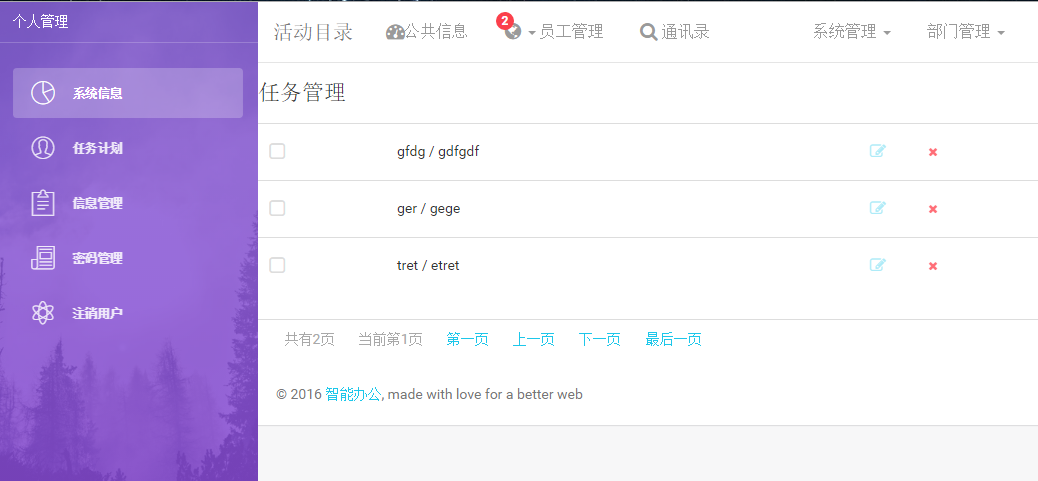 个人管理
活动目录 公共信息 2 员工管理 通讯录 系统管理 部门管理
系统信息
任务计划
信息管理
密码管理
注销用户
任务管理
gfdg / gdfgdf
ger / gege
tret / etret
共有2页 当前第1页 第一页 上一页 下一页 最后一页
© 2016 智能办公, made with love for a better web